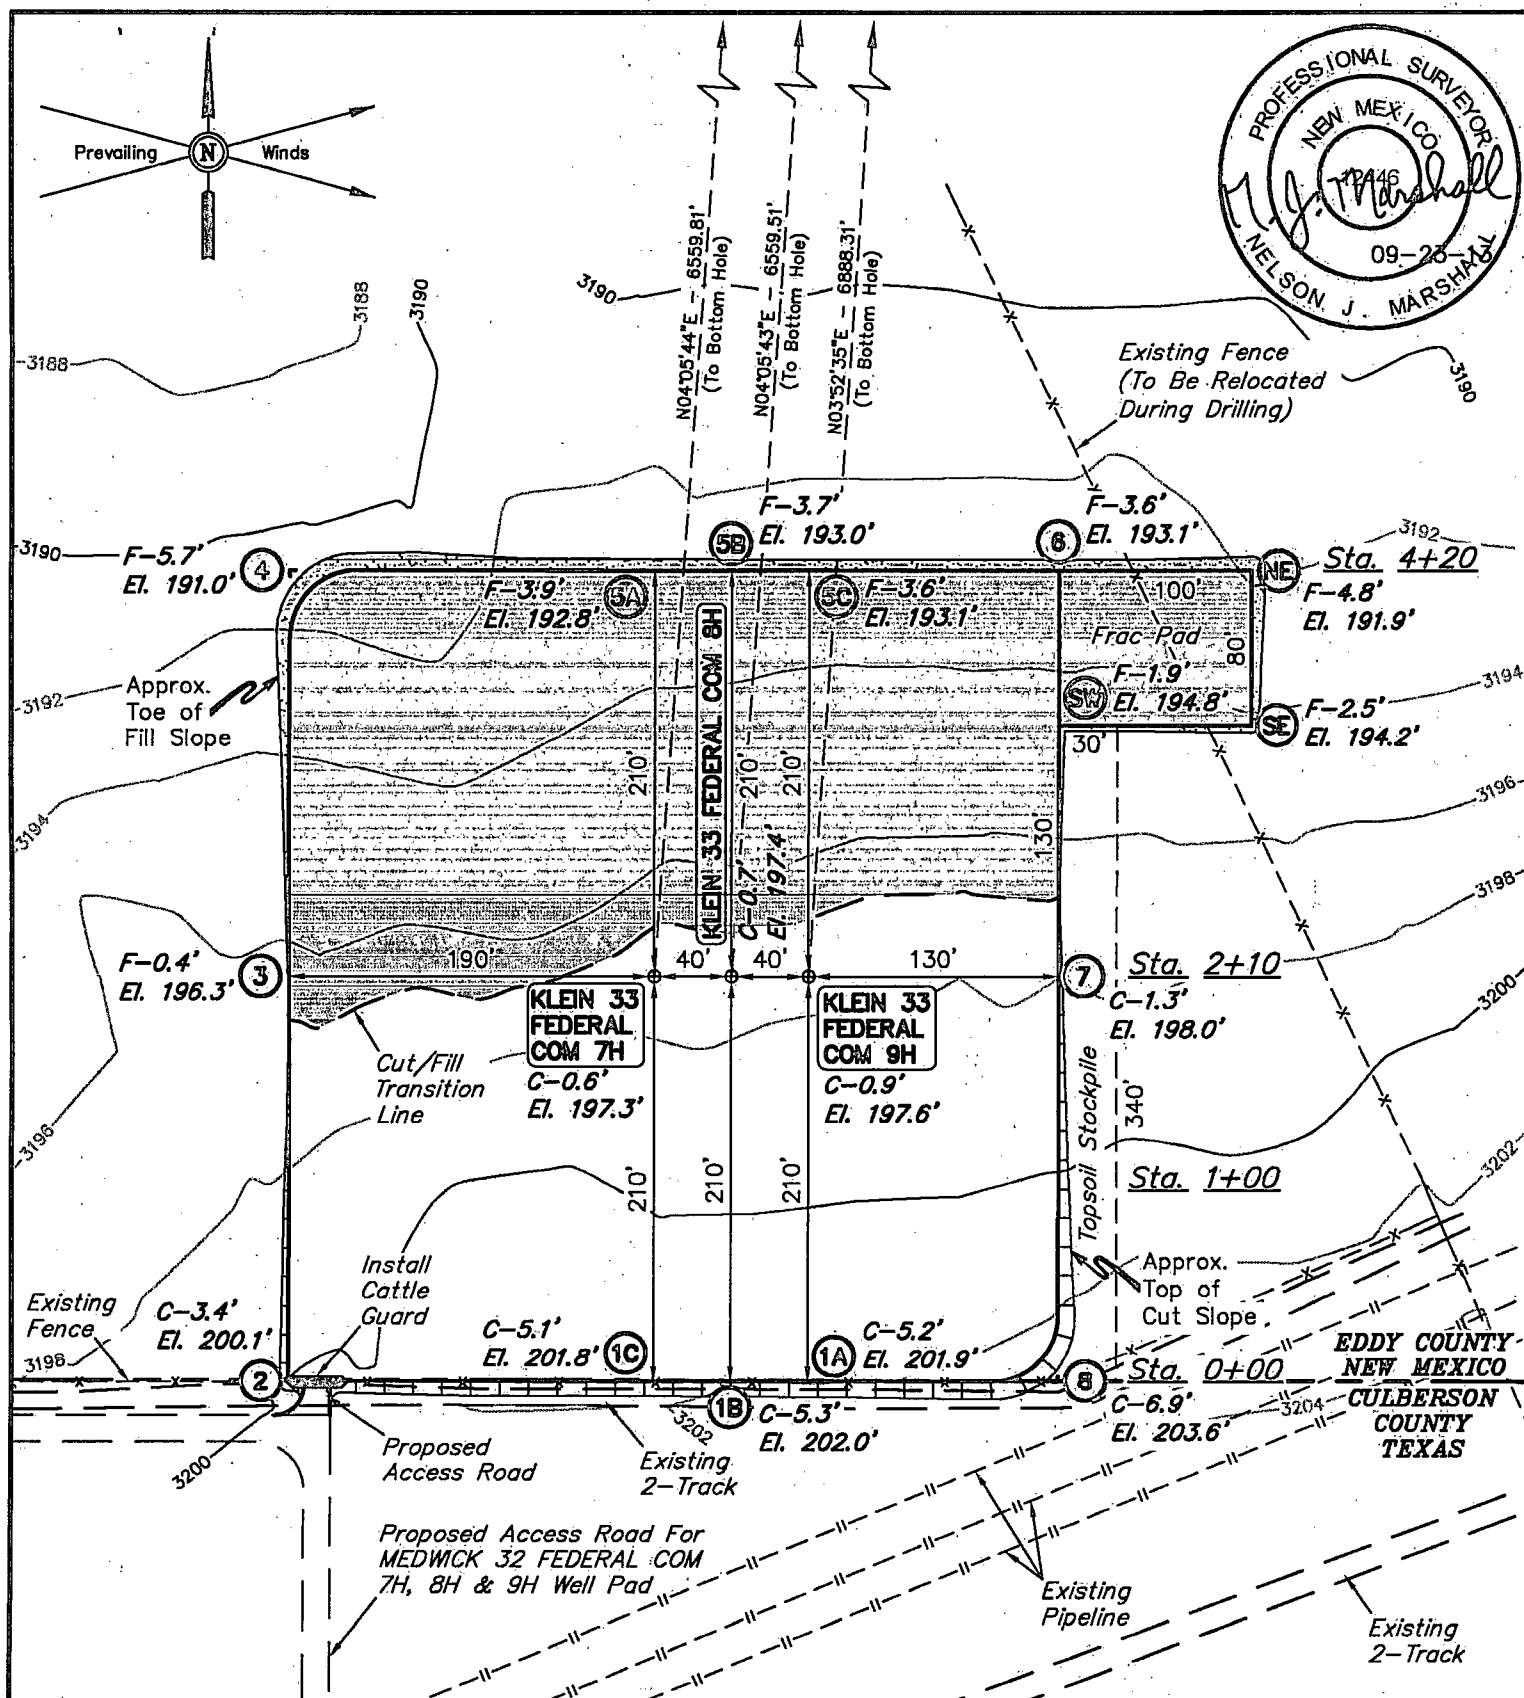 PROFESSIONAL SURVEYOR
NEW MEXICO
12446
N. J. Marshall
09-23-13
NELSON J. MARSHALL
Prevailing
N
Winds
3188
3190
3188
3190
N04°05'44"E - 6559.81'
(To Bottom Hole)
N04°05'43"E - 6559.51'
(To Bottom Hole)
N03°52'35"E - 6888.31'
(To Bottom Hole)
Existing Fence
(To Be Relocated
During Drilling)
3190
3190
F-5.7'
El. 191.0'
4
5B
F-3.7'
El. 193.0'
F-3.6'
El. 193.1'
6
3192
NE
Sta. 4+20
F-4.8'
El. 191.9'
F-3.9'
El. 192.8'
5A
5C
F-3.6'
El. 193.1'
100'
Frac Pad
80'
F-1.9'
El. 194.8'
SW
SE
F-2.5'
El. 194.2'
3194
Approx.
Toe of
Fill Slope
3192
3194
30'
KLEIN 33 FEDERAL COM 8H
C-0.7'
El. 197.4'
210'
210'
210'
130'
3196
3198
F-0.4'
El. 196.3'
3
190'
40'
40'
130'
7
Sta. 2+10
C-1.3'
El. 198.0'
3200
KLEIN 33
FEDERAL
COM 7H
C-0.6'
El. 197.3'
KLEIN 33
FEDERAL
COM 9H
C-0.9'
El. 197.6'
Cut/Fill
Transition
Line
3196
Topsoil Stockpile
340'
Sta. 1+00
3202
210'
210'
210'
Install
Cattle
Guard
Approx.
Top of
Cut Slope
Existing
Fence
C-3.4'
El. 200.1'
3198
2
C-5.1'
El. 201.8'
1C
1A
C-5.2'
El. 201.9'
8
Sta. 0+00
EDDY COUNTY
NEW MEXICO
CULBERSON
COUNTY
TEXAS
C-6.9'
El. 203.6'
3204
3202
1B
C-5.3'
El. 202.0'
3200
Proposed
Access Road
Existing
2-Track
Proposed Access Road For
MEDWICK 32 FEDERAL COM
7H, 8H & 9H Well Pad
Existing
Pipeline
Existing
2-Track